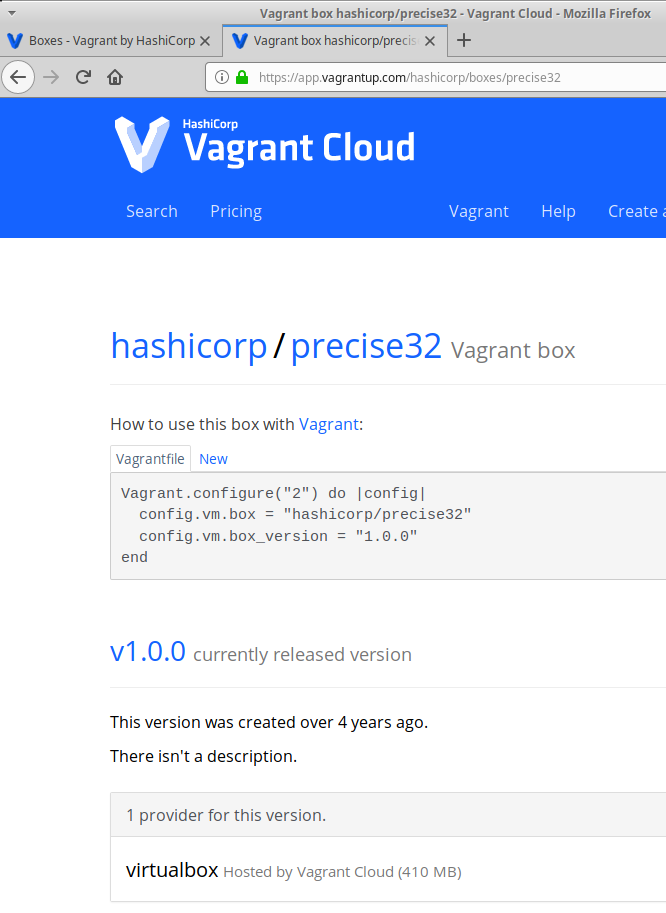 Vagrant box hashicorp/precise32 - Vagrant Cloud - Mozilla Firefox
Boxes - Vagrant by HashiCorp Vagrant box hashicorp/precis
https://app.vagrantup.com/hashicorp/boxes/precise32
HashiCorp
Vagrant Cloud
Search Pricing Vagrant Help Create a
hashicorp/precise32 Vagrant box
How to use this box with Vagrant:
Vagrantfile New
Vagrant.configure("2") do |config|
  config.vm.box = "hashicorp/precise32"
  config.vm.box_version = "1.0.0"
end
v1.0.0 currently released version
This version was created over 4 years ago.
There isn't a description.
1 provider for this version.
virtualbox Hosted by Vagrant Cloud (410 MB)